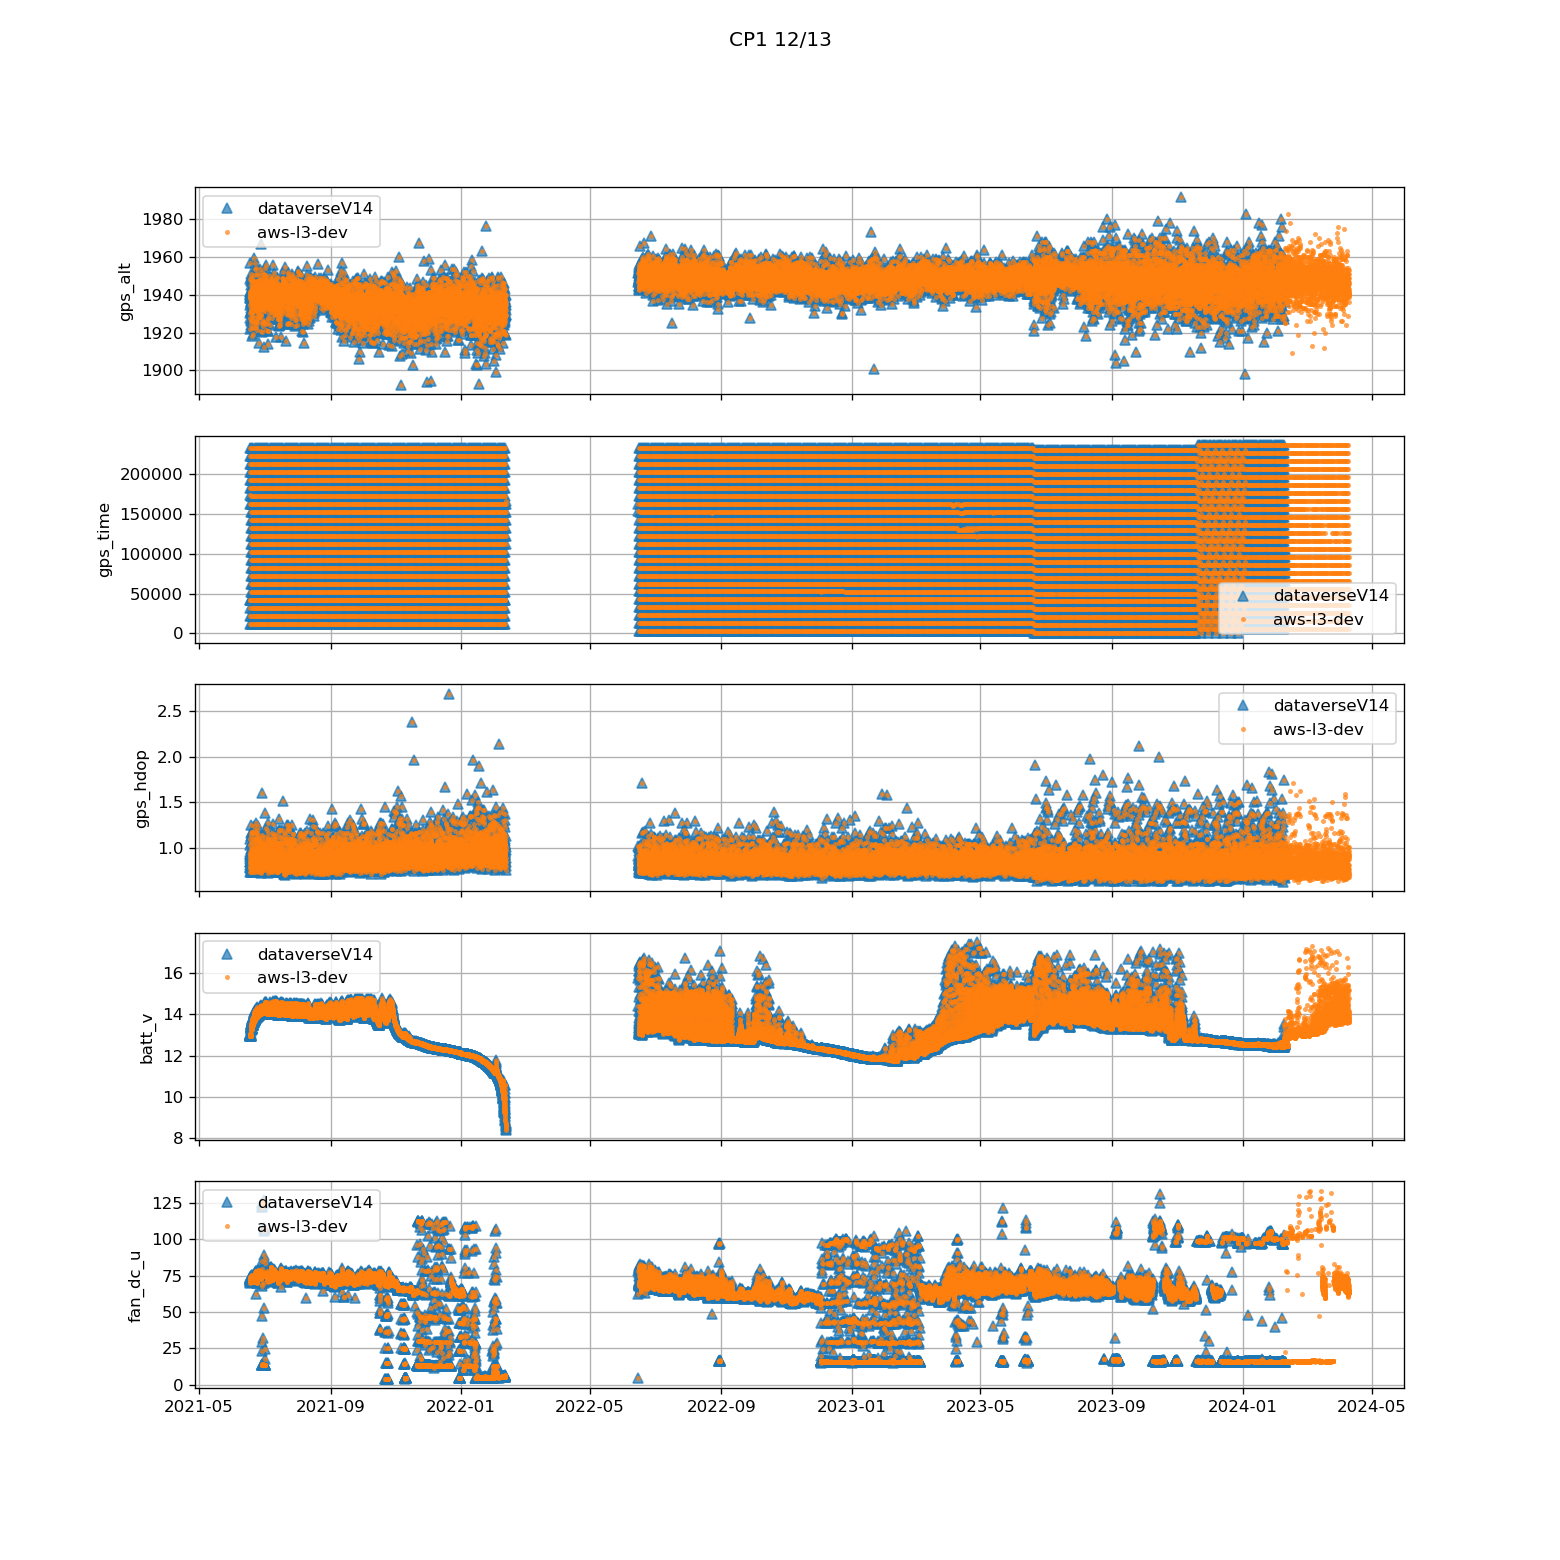 CP1 12/13
dataverseV14
aws-l3-dev
gps_alt
1980
1960
1940
1920
1900
gps_time
200000
150000
100000
50000
0
dataverseV14
aws-l3-dev
gps_hdop
2.5
2.0
1.5
1.0
dataverseV14
aws-l3-dev
batt_v
16
14
12
10
8
dataverseV14
aws-l3-dev
fan_dc_u
125
100
75
50
25
0
dataverseV14
aws-l3-dev
2021-05 2021-09 2022-01 2022-05 2022-09 2023-01 2023-05 2023-09 2024-01 2024-05